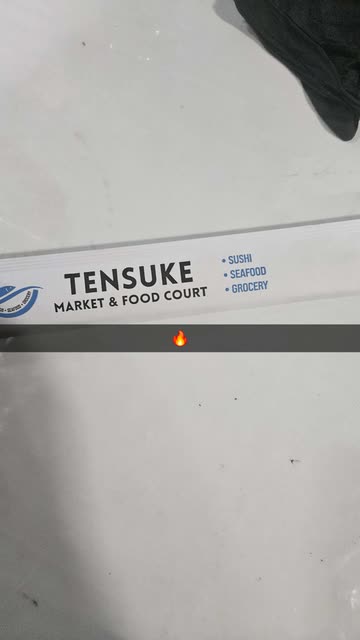 TENSUKE
MARKET & FOOD COURT
• SUSHI
• SEAFOOD
• GROCERY
🔥